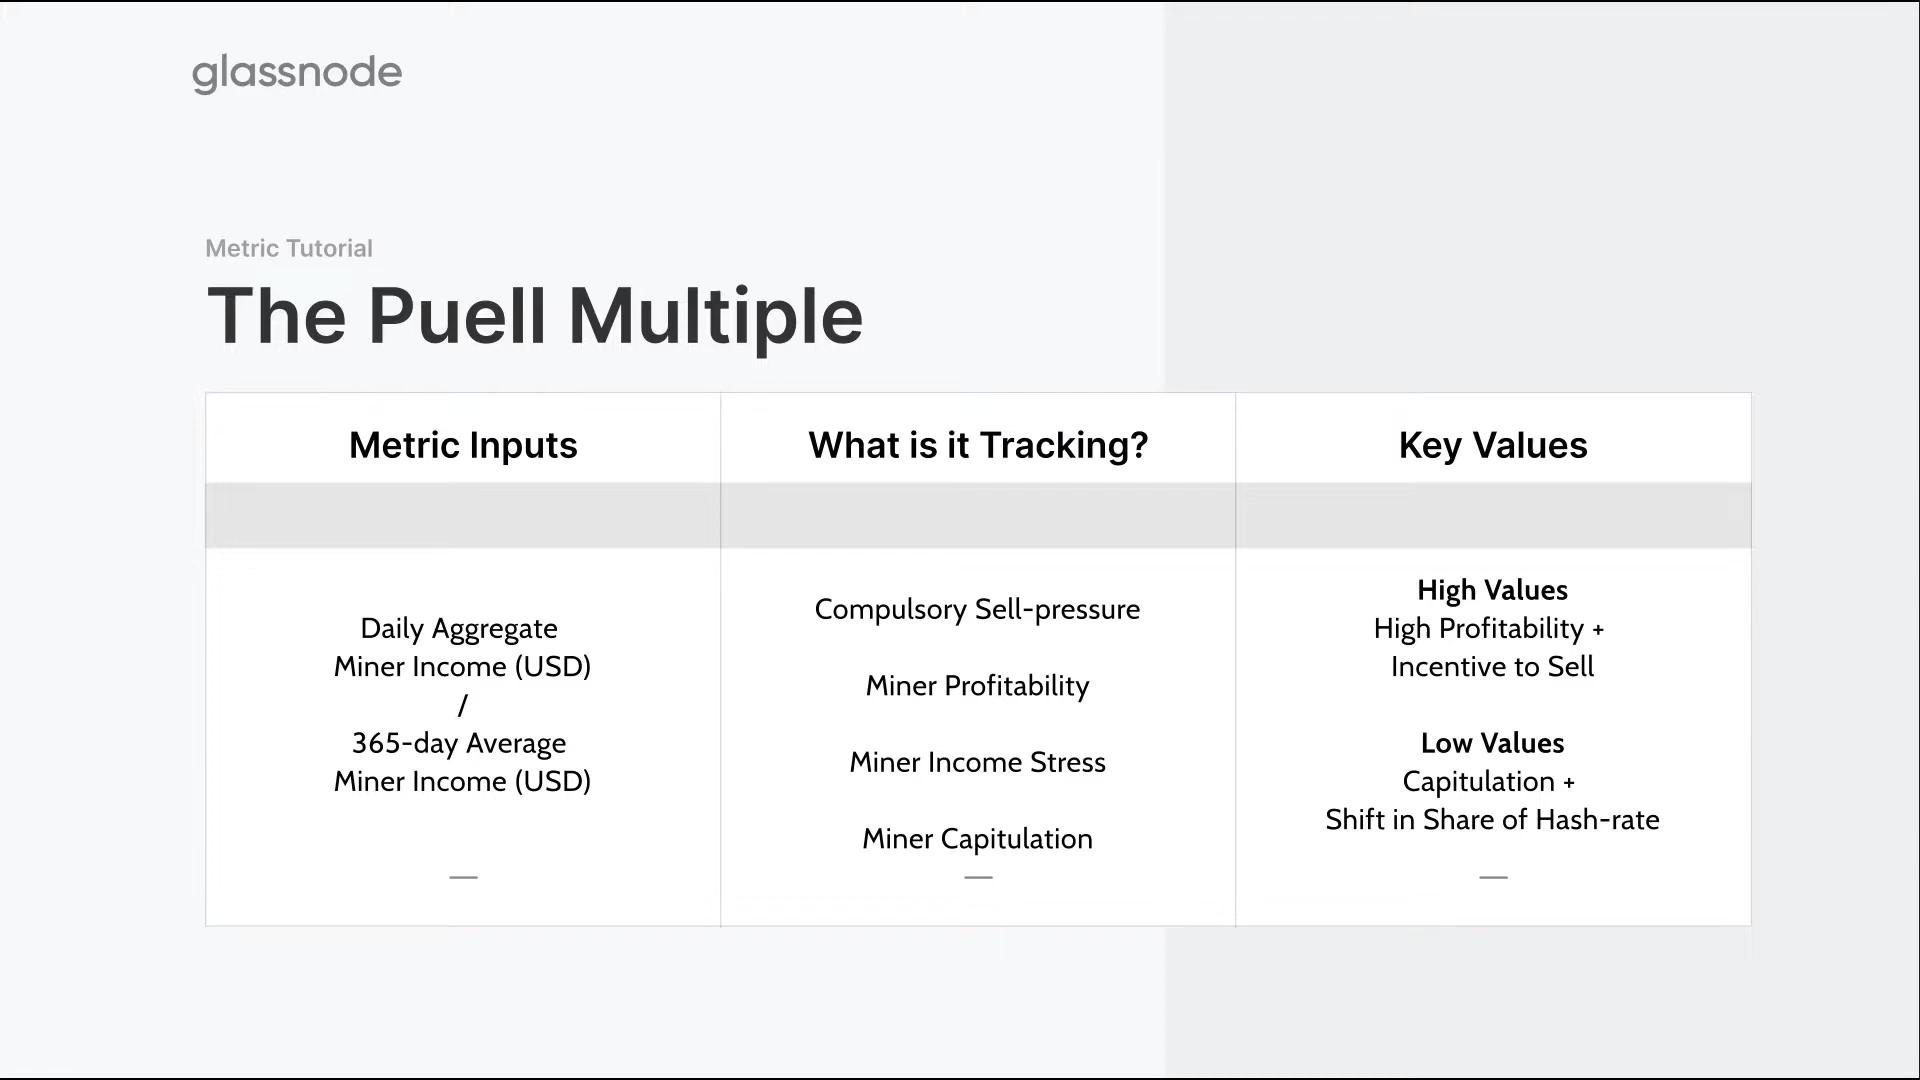 glassnode
Metric Tutorial
The Puell Multiple
Metric Inputs
What is it Tracking?
Key Values
Daily Aggregate
Miner Income (USD)
/
365-day Average
Miner Income (USD)
—
Compulsory Sell-pressure
Miner Profitability
Miner Income Stress
Miner Capitulation
—
High Values
High Profitability +
Incentive to Sell
Low Values
Capitulation +
Shift in Share of Hash-rate
—